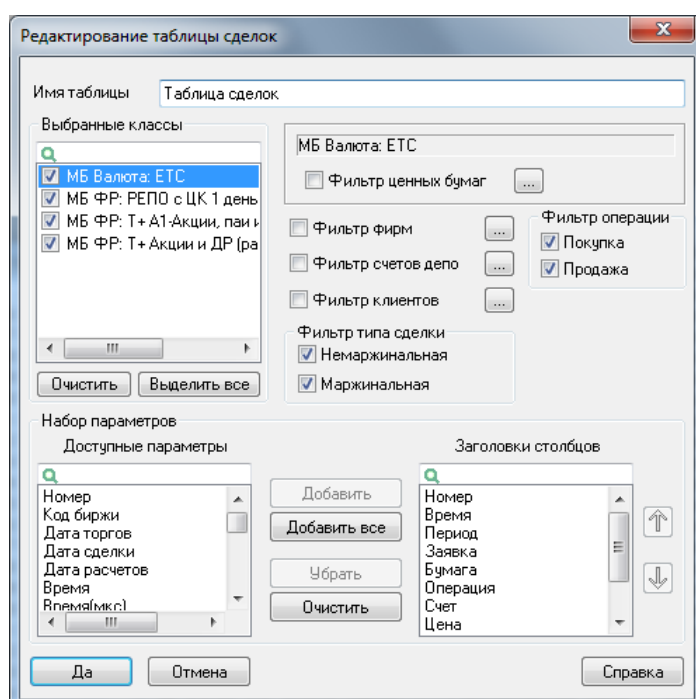 Редактирование таблицы сделок
Имя таблицы Таблица сделок
Выбранные классы
МБ Валюта: ЕТС
МБ ФР: РЕПО с ЦК 1 день
МБ ФР: Т+ А1-Акции, паи и
МБ ФР: Т+ Акции и ДР (ра
Очистить Выделить все
МБ Валюта: ЕТС
Фильтр ценных бумаг ...
Фильтр фирм ...
Фильтр счетов депо ...
Фильтр клиентов ...
Фильтр операции
Покупка
Продажа
Фильтр типа сделки
Немаржинальная
Маржинальная
Набор параметров
Доступные параметры
Номер
Код биржи
Дата торгов
Дата сделки
Дата расчетов
Время
Время(мкс)
Добавить
Добавить все
Убрать
Очистить
Заголовки столбцов
Номер
Время
Период
Заявка
Бумага
Операция
Счет
Цена
Да Отмена Справка